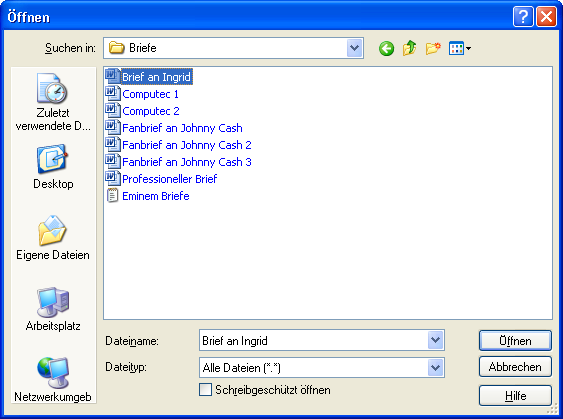 Öffnen
Suchen in: Briefe
Zuletzt
verwendete D...
Desktop
Eigene Dateien
Arbeitsplatz
Netzwerkumgeb
Brief an Ingrid
Computec 1
Computec 2
Fanbrief an Johnny Cash
Fanbrief an Johnny Cash 2
Fanbrief an Johnny Cash 3
Professioneller Brief
Eminem Briefe
Dateiname: Brief an Ingrid Öffnen
Dateityp: Alle Dateien (*.*) Abbrechen
Schreibgeschützt öffnen Hilfe